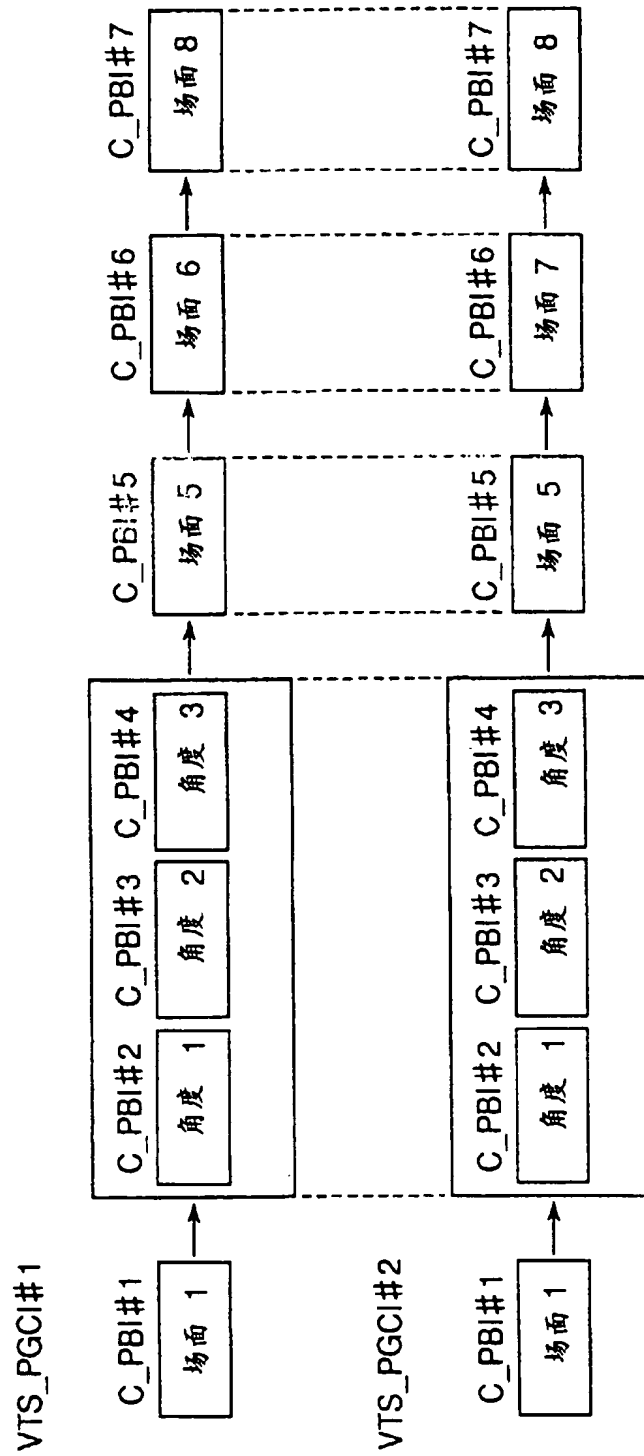 VTS_PGCI#1
C_PBI#1
场面 1
C_PBI#2
角度 1
C_PBI#3
角度 2
C_PBI#4
角度 3
C_PBI#5
场面 5
C_PBI#6
场面 6
C_PBI#7
场面 8
VTS_PGCI#2
C_PBI#1
场面 1
C_PBI#2
角度 1
C_PBI#3
角度 2
C_PBI#4
角度 3
C_PBI#5
场面 5
C_PBI#6
场面 7
C_PBI#7
场面 8